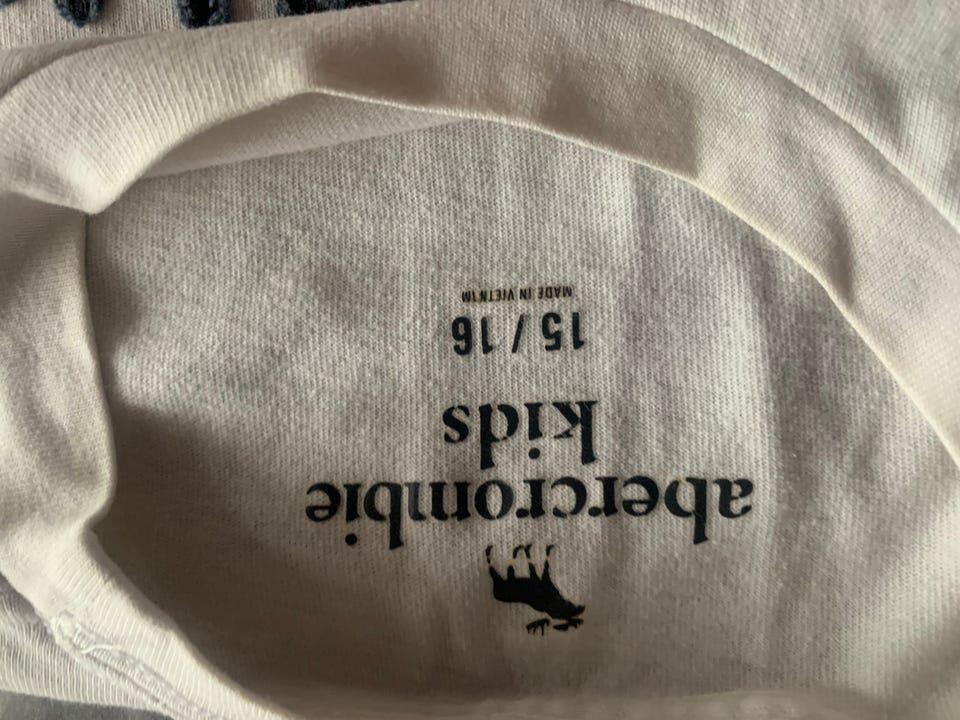 abercrombie
kids
15 / 16
MADE IN VIETNAM